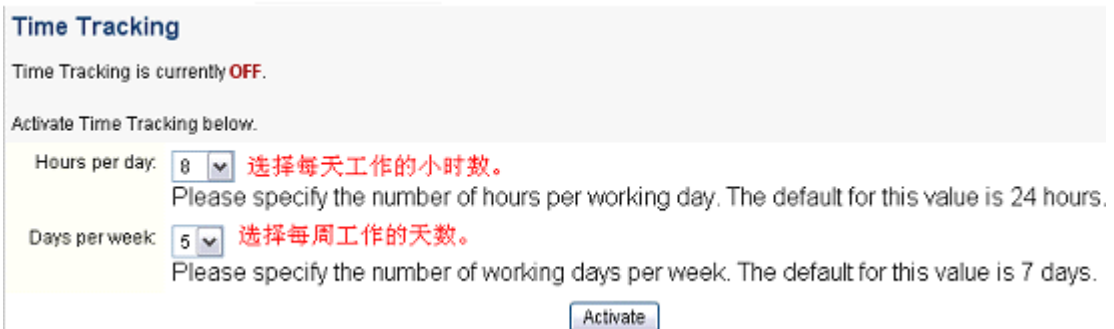 Time Tracking
Time Tracking is currently OFF.
Activate Time Tracking below.
Hours per day: 8 选择每天工作的小时数。
Please specify the number of hours per working day. The default for this value is 24 hours.
Days per week: 5 选择每周工作的天数。
Please specify the number of working days per week. The default for this value is 7 days.
Activate